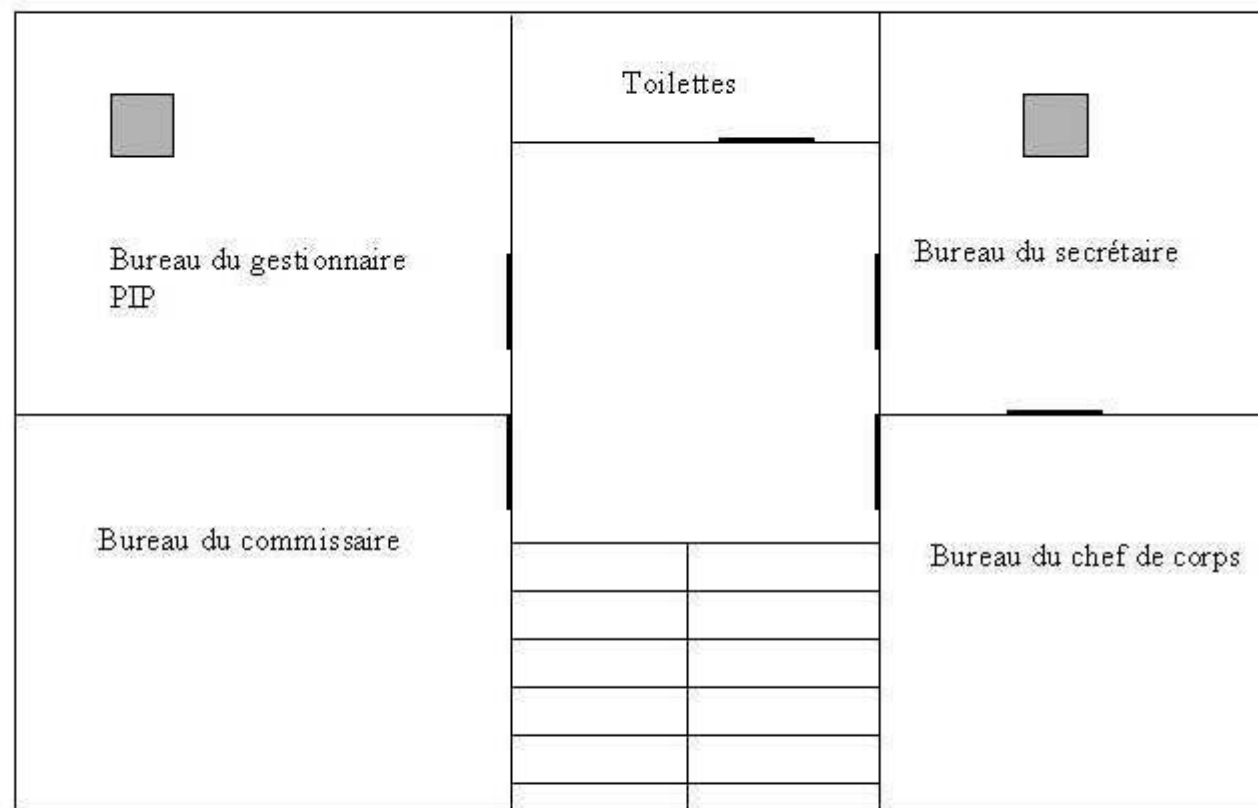 Toilettes
Bureau du gestionnaire
PIP
Bureau du secrétaire
Bureau du commissaire
Bureau du chef de corps